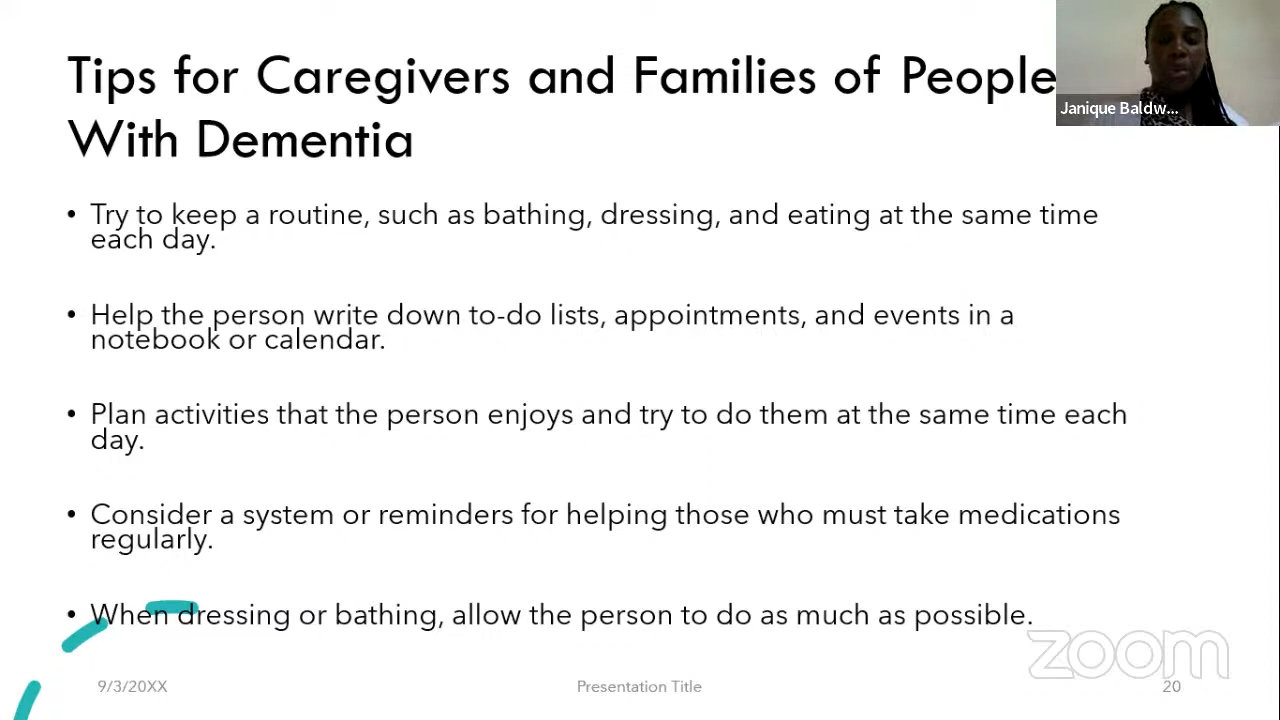 Tips for Caregivers and Families of People
With Dementia
Janique Baldw...
• Try to keep a routine, such as bathing, dressing, and eating at the same time
each day.
• Help the person write down to-do lists, appointments, and events in a
notebook or calendar.
• Plan activities that the person enjoys and try to do them at the same time each
day.
• Consider a system or reminders for helping those who must take medications
regularly.
• When dressing or bathing, allow the person to do as much as possible.
zoom
9/3/20XX
Presentation Title
20